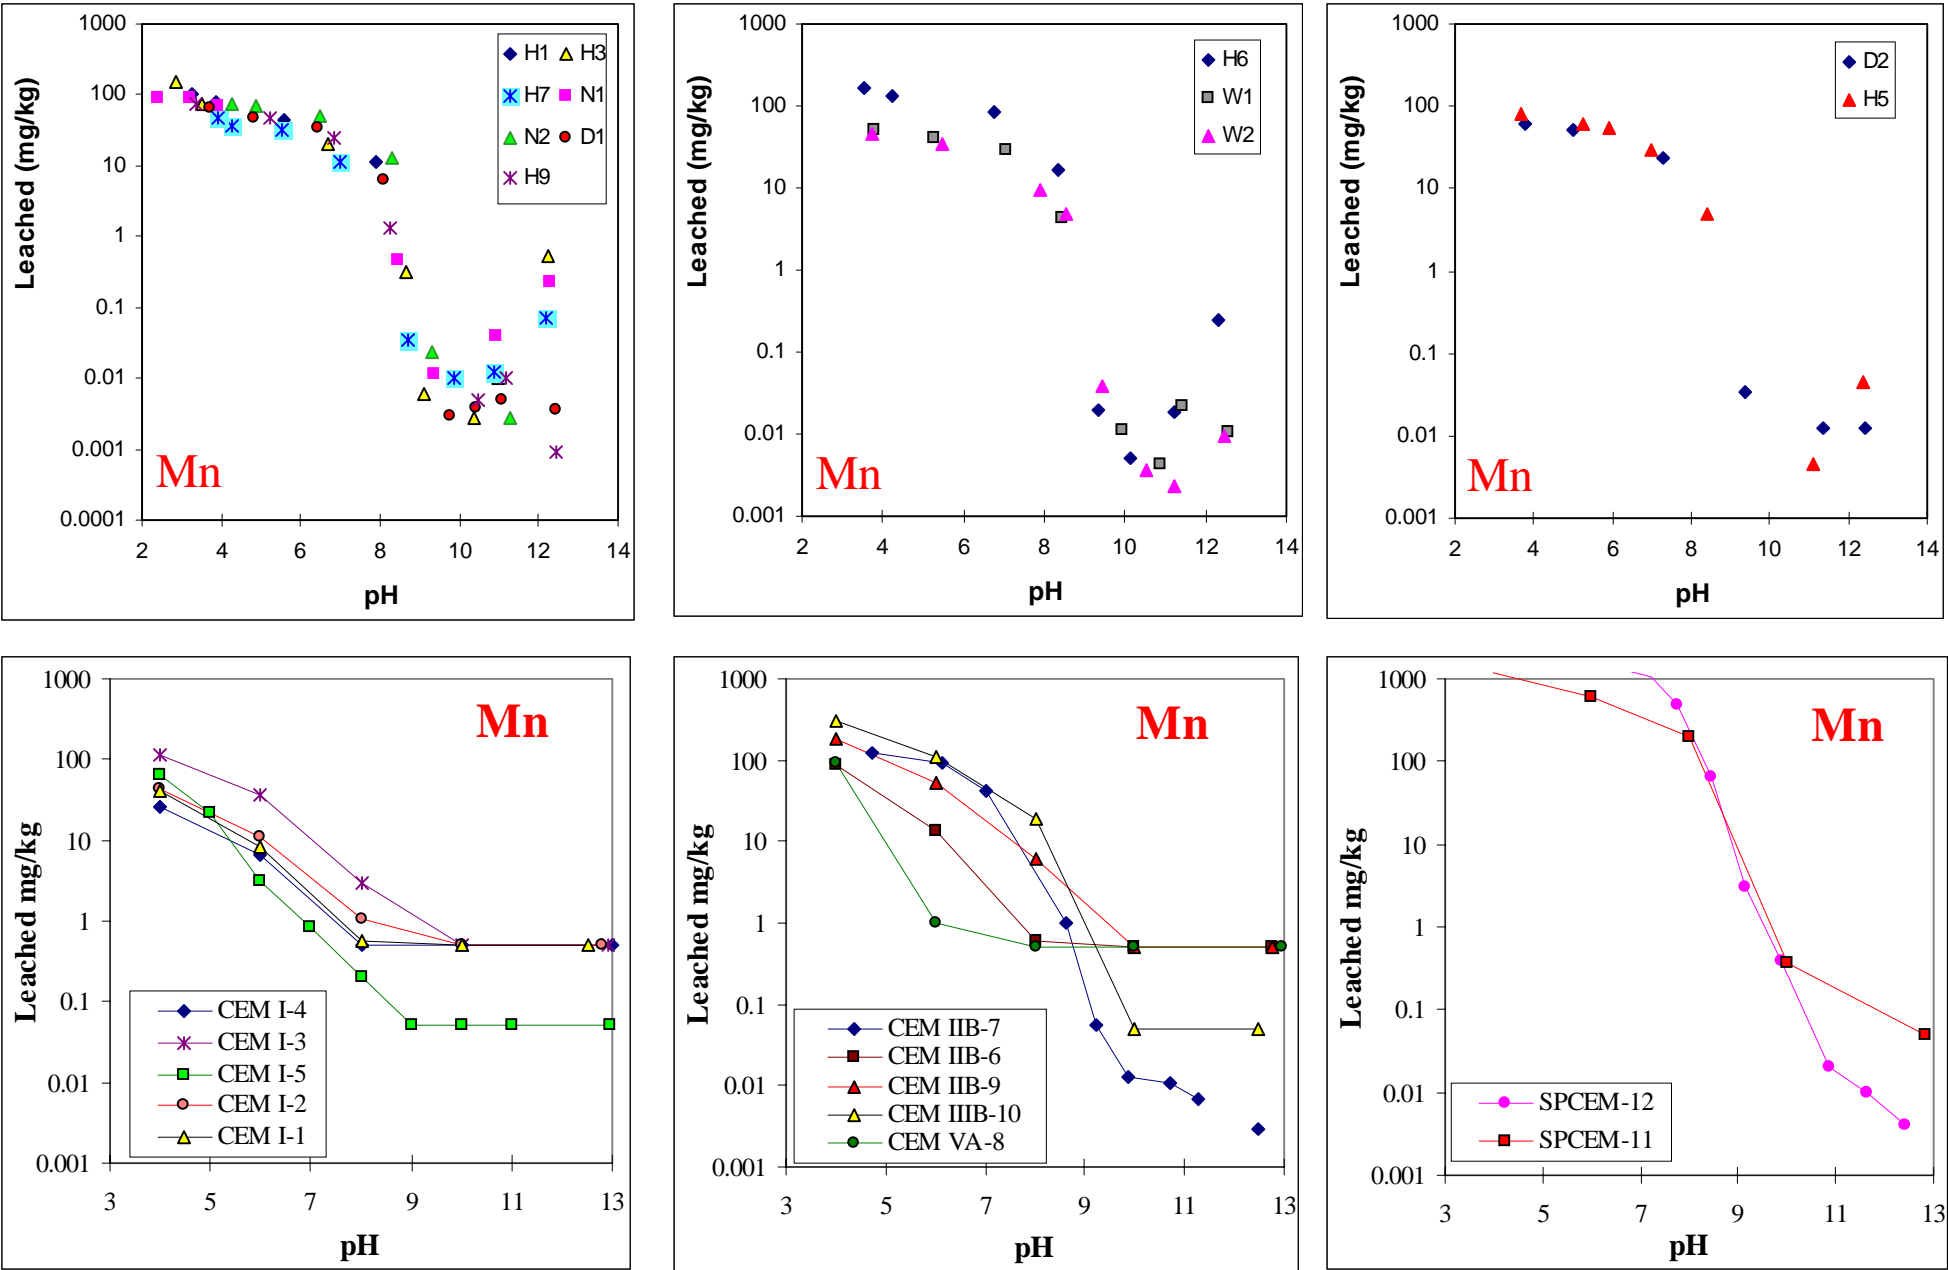 1000
100
10
1
0.1
0.01
0.001
0.0001
Leached (mg/kg)
H1 H3
H7 N1
N2 D1
H9
Mn
2 4 6 8 10 12 14
pH
1000
100
10
1
0.1
0.01
0.001
Leached (mg/kg)
H6
W1
W2
Mn
2 4 6 8 10 12 14
pH
1000
100
10
1
0.1
0.01
0.001
Leached (mg/kg)
D2
H5
Mn
2 4 6 8 10 12 14
pH
1000
100
10
1
0.1
0.01
0.001
Leached mg/kg
Mn
CEM I-4
CEM I-3
CEM I-5
CEM I-2
CEM I-1
3 5 7 9 11 13
pH
1000
100
10
1
0.1
0.01
0.001
Leached mg/kg
Mn
CEM IIB-7
CEM IIB-6
CEM IIB-9
CEM IIIB-10
CEM VA-8
3 5 7 9 11 13
pH
1000
100
10
1
0.1
0.01
0.001
Leached mg/kg
Mn
SPCEM-12
SPCEM-11
3 5 7 9 11 13
pH